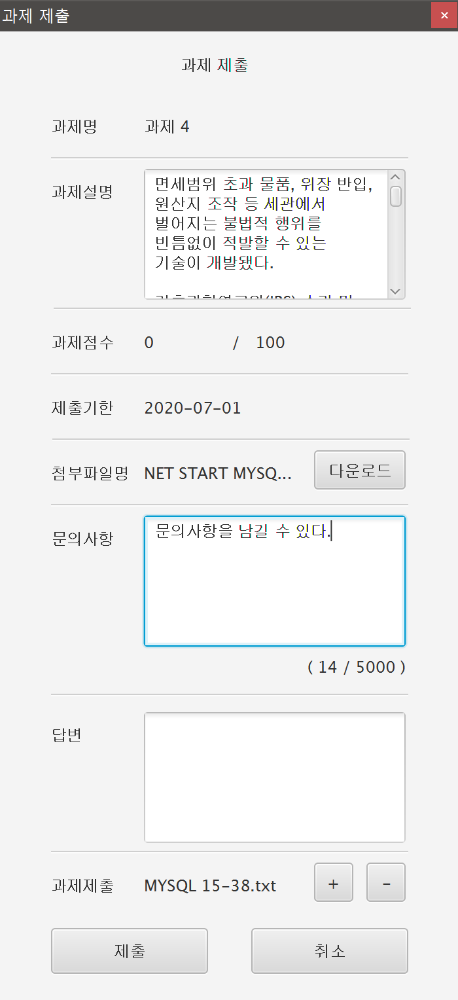 과제 제출
과제 제출
과제명 과제 4
과제설명 면세범위 초과 물품, 위장 반입,
원산지 조작 등 세관에서
벌어지는 불법적 행위를
빈틈없이 적발할 수 있는
기술이 개발됐다.
과제점수 0 / 100
제출기한 2020-07-01
첨부파일명 NET START MYSQ... 다운로드
문의사항 문의사항을 남길 수 있다.
( 14 / 5000 )
답변
과제제출 MYSQL 15-38.txt + -
제출 취소